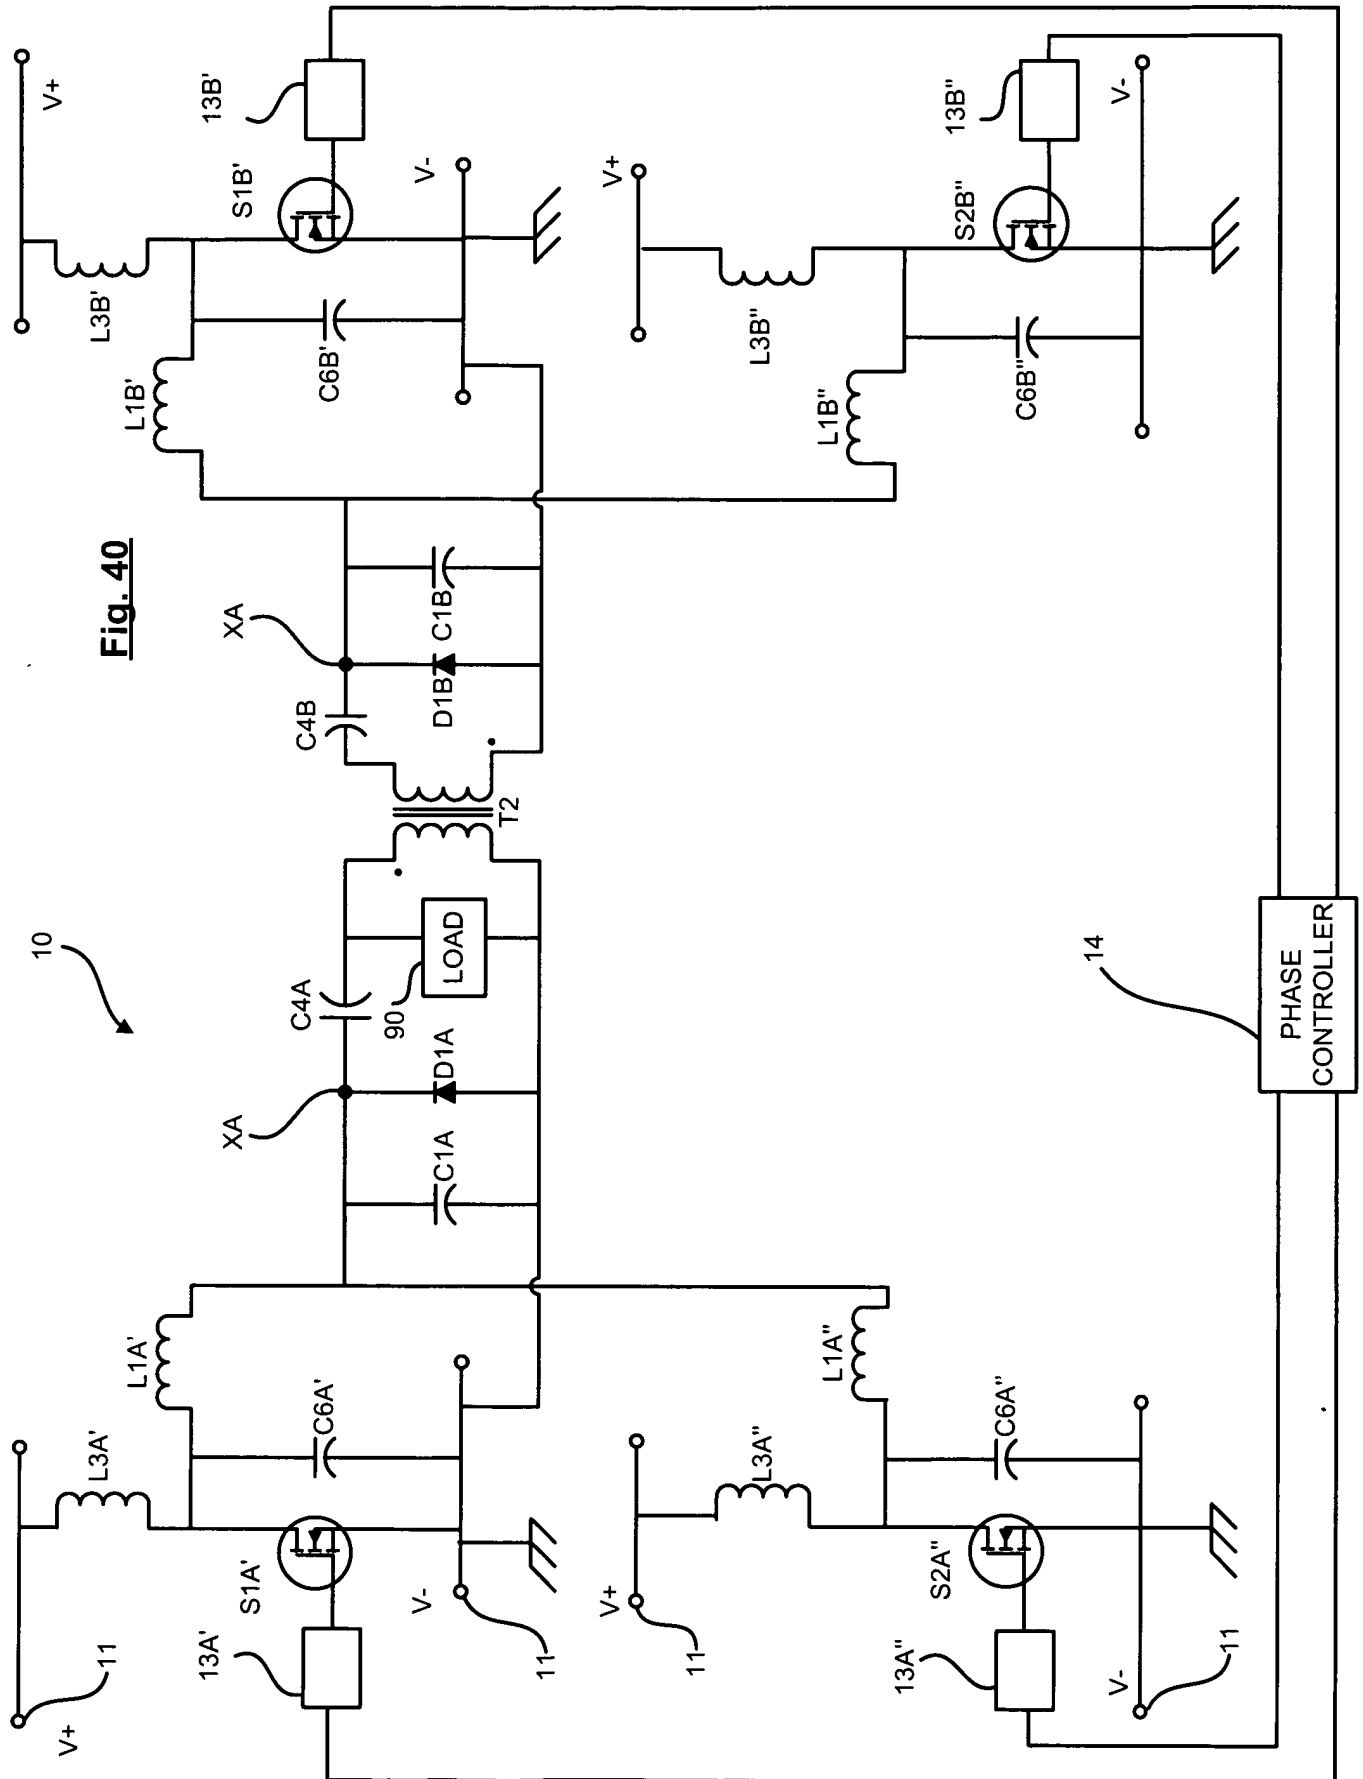 Fig. 40
10
V+
11
L3A'
L1A'
S1A'
13A'
C6A'
V-
11
XA
C4A
C1A
D1A
90
LOAD
T2
XA
C4B
D1B
C1B
V+
L3B'
L1B'
S1B'
13B'
C6B'
V-
V+
11
L3A"
L1A"
S2A"
13A"
C6A"
V-
11
V+
L3B"
L1B"
S2B"
13B"
C6B"
V-
14
PHASE
CONTROLLER